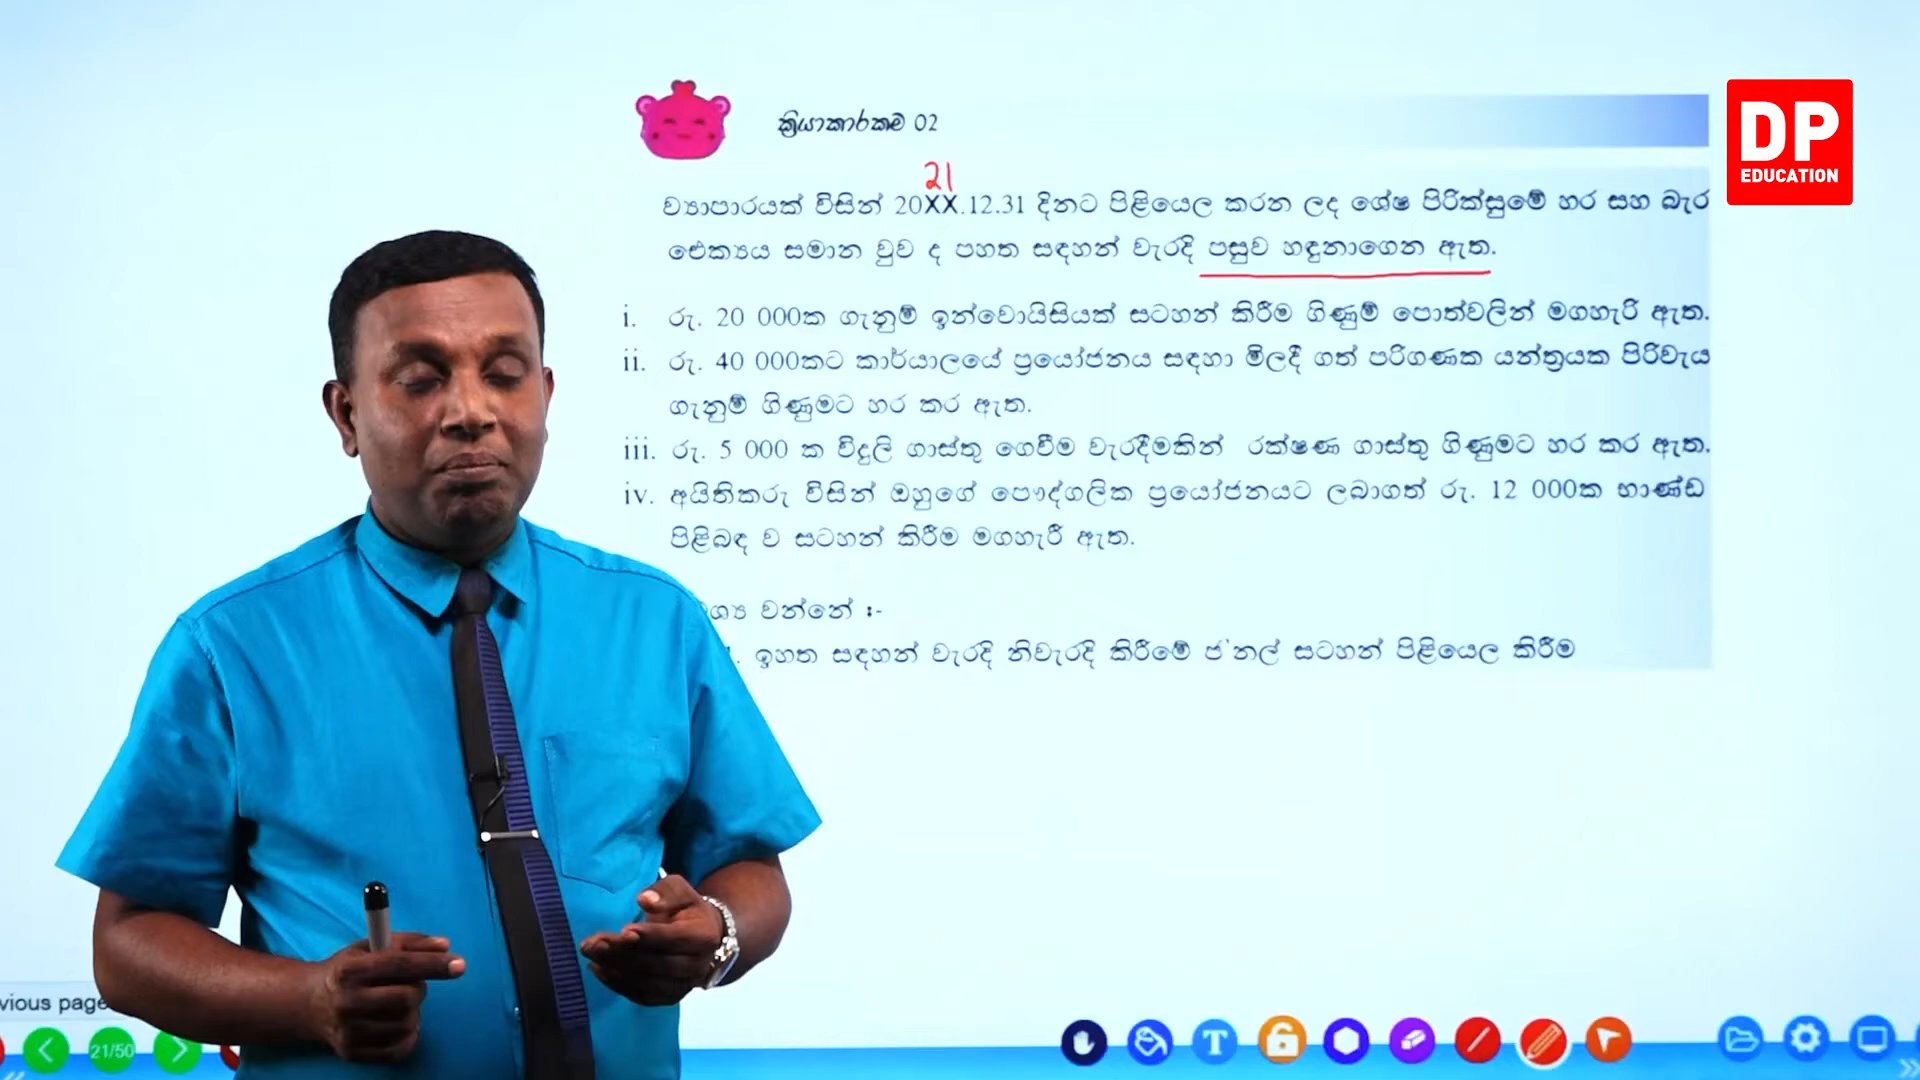 DP
EDUCATION
ක්‍රියාකාරකම 02
21
ව්‍යාපාරයක් විසින් 20XX.12.31 දිනට පිළියෙල කරන ලද ශේෂ පිරික්සුමේ හර සහ බැර
ඓක්‍යය සමාන වුව ද පහත සඳහන් වැරදි පසුව හඳුනාගෙන ඇත.
i. රු. 20 000ක ගැනුම් ඉන්වොයිසියක් සටහන් කිරීම ගිණුම් පොත්වලින් මගහැරි ඇත.
ii. රු. 40 000කට කාර්යාලයේ ප්‍රයෝජනය සඳහා මිලදී ගත් පරිගණක යන්ත්‍රයක පිරිවැය
ගැනුම් ගිණුමට හර කර ඇත.
iii. රු. 5 000 ක විදුලි ගාස්තු ගෙවීම වැරදීමකින් රක්ෂණ ගාස්තු ගිණුමට හර කර ඇත.
iv. අයිතිකරු විසින් ඔහුගේ පෞද්ගලික ප්‍රයෝජනයට ලබාගත් රු. 12 000ක භාණ්ඩ
පිළිබඳ ව සටහන් කිරීම මගහැරී ඇත.
වන්නේ :-
ඉහත සඳහන් වැරදි නිවැරදි කිරීමේ ජ'නල් සටහන් පිළියෙල කිරීම
vious page
21/50
T